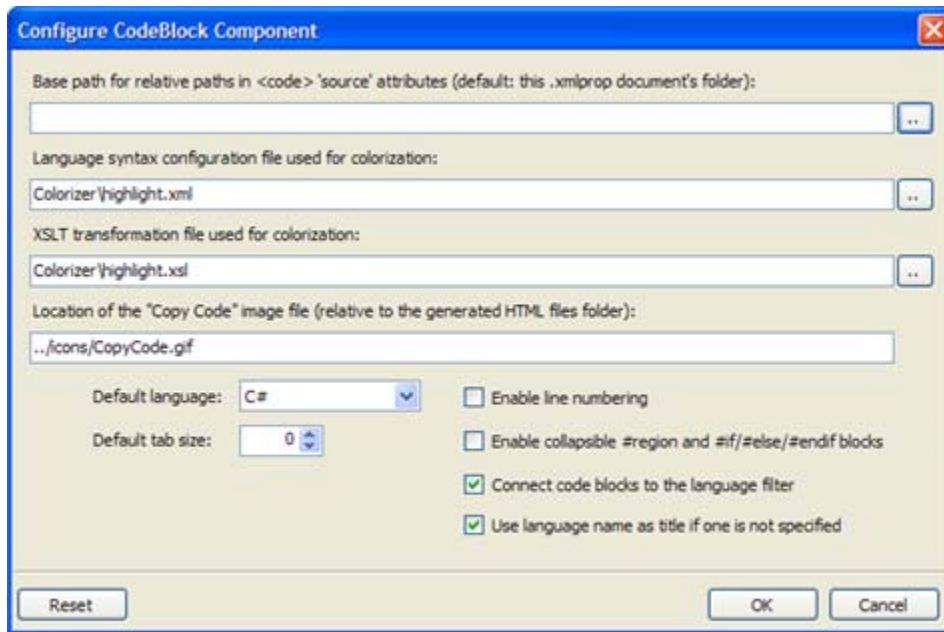 Configure CodeBlock Component
Base path for relative paths in <code> 'source' attributes (default: this .xmlprop document's folder):
..
Language syntax configuration file used for colorization:
Colorizer\highlight.xml
..
XSLT transformation file used for colorization:
Colorizer\highlight.xsl
..
Location of the "Copy Code" image file (relative to the generated HTML files folder):
../icons/CopyCode.gif
Default language: C# Enable line numbering
Default tab size: 0 Enable collapsible #region and #if/#else/#endif blocks
Connect code blocks to the language filter
Use language name as title if one is not specified
Reset OK Cancel